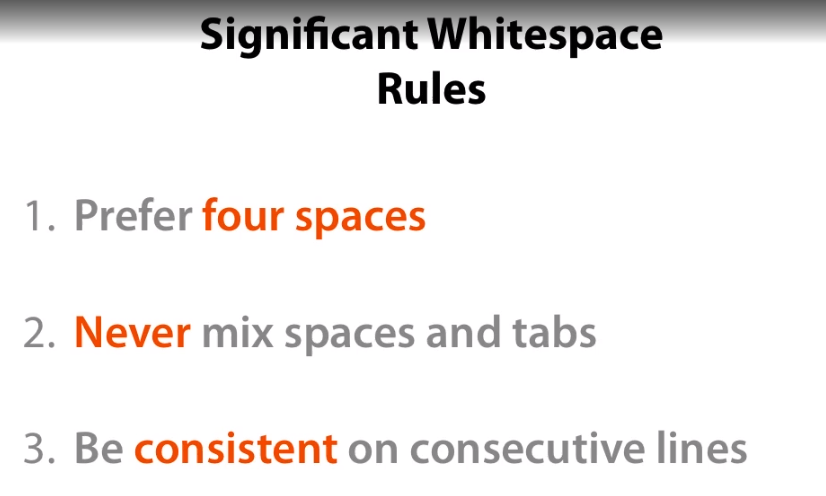 Significant Whitespace
Rules
1. Prefer four spaces
2. Never mix spaces and tabs
3. Be consistent on consecutive lines